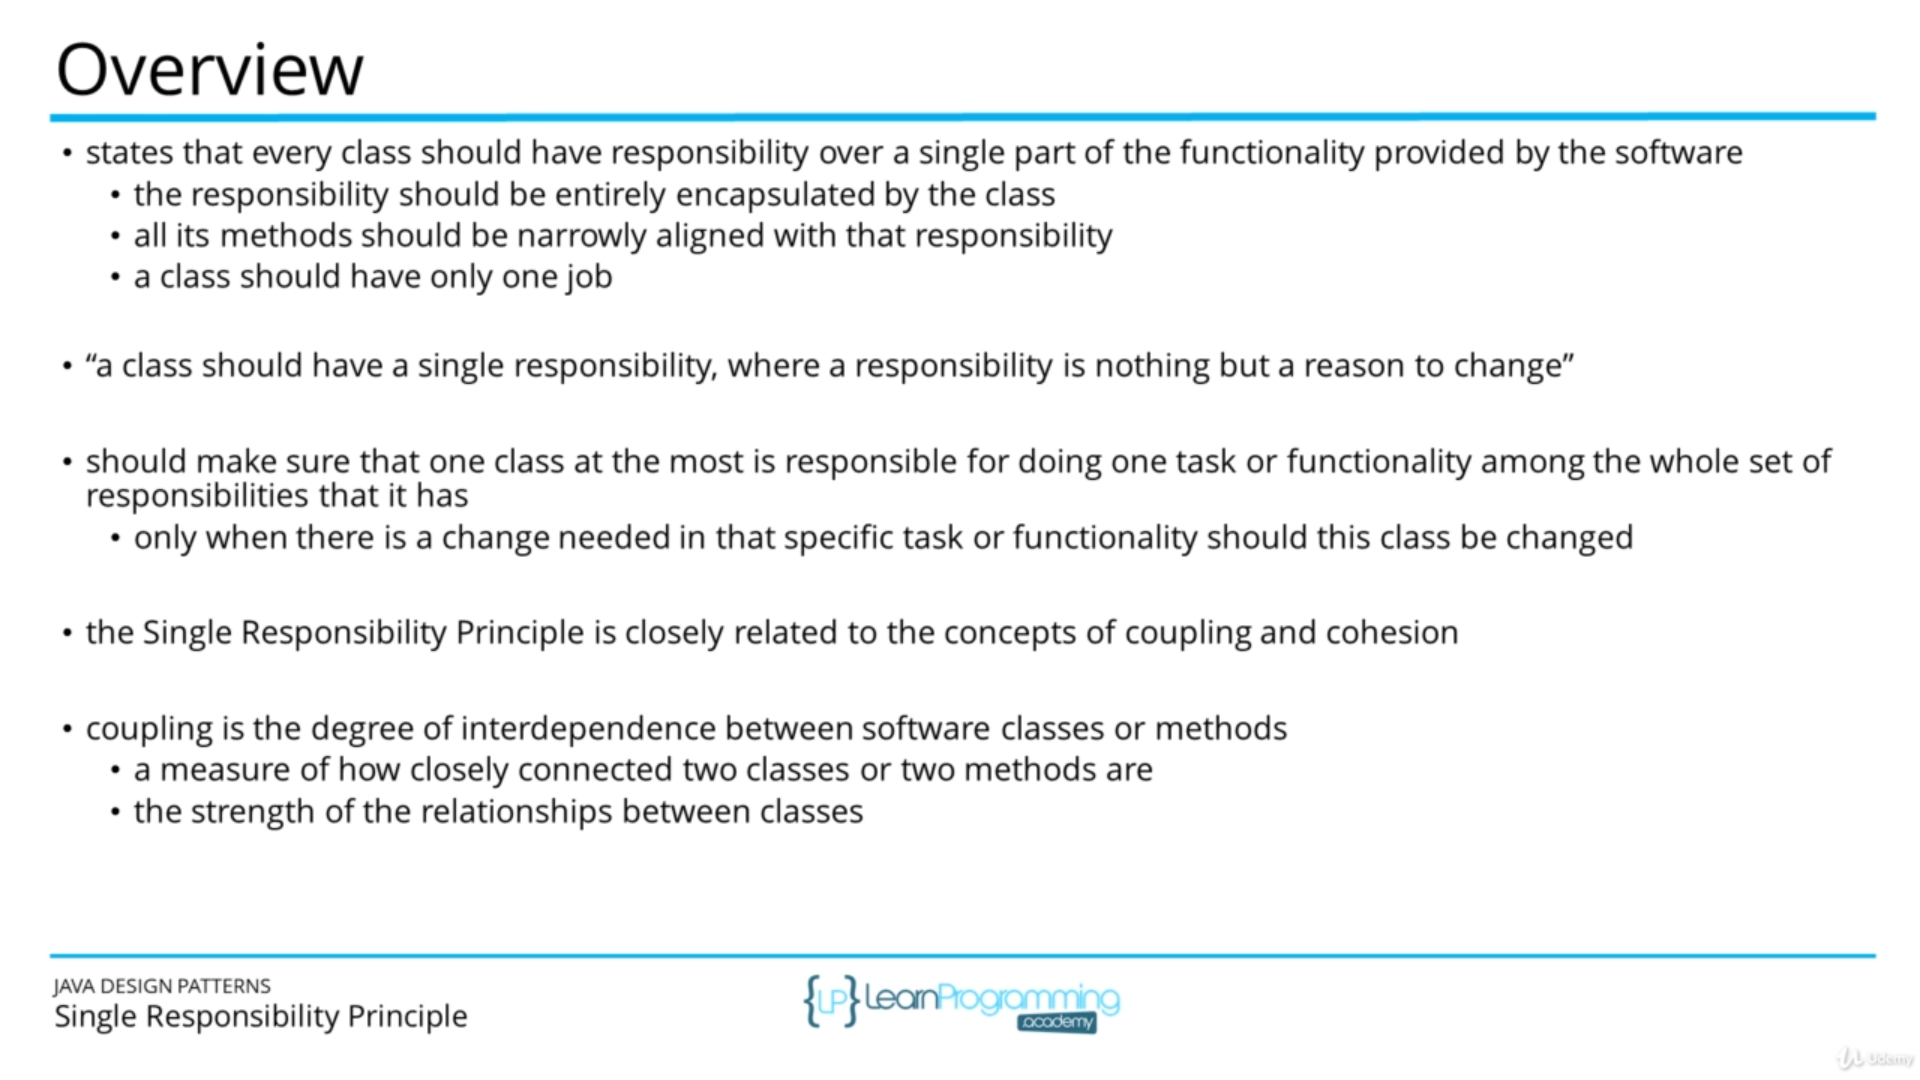 Overview
• states that every class should have responsibility over a single part of the functionality provided by the software
• the responsibility should be entirely encapsulated by the class
• all its methods should be narrowly aligned with that responsibility
• a class should have only one job
• “a class should have a single responsibility, where a responsibility is nothing but a reason to change”
• should make sure that one class at the most is responsible for doing one task or functionality among the whole set of
responsibilities that it has
• only when there is a change needed in that specific task or functionality should this class be changed
• the Single Responsibility Principle is closely related to the concepts of coupling and cohesion
• coupling is the degree of interdependence between software classes or methods
• a measure of how closely connected two classes or two methods are
• the strength of the relationships between classes
JAVA DESIGN PATTERNS
Single Responsibility Principle
{LP} LearnProgramming
academy
Udemy